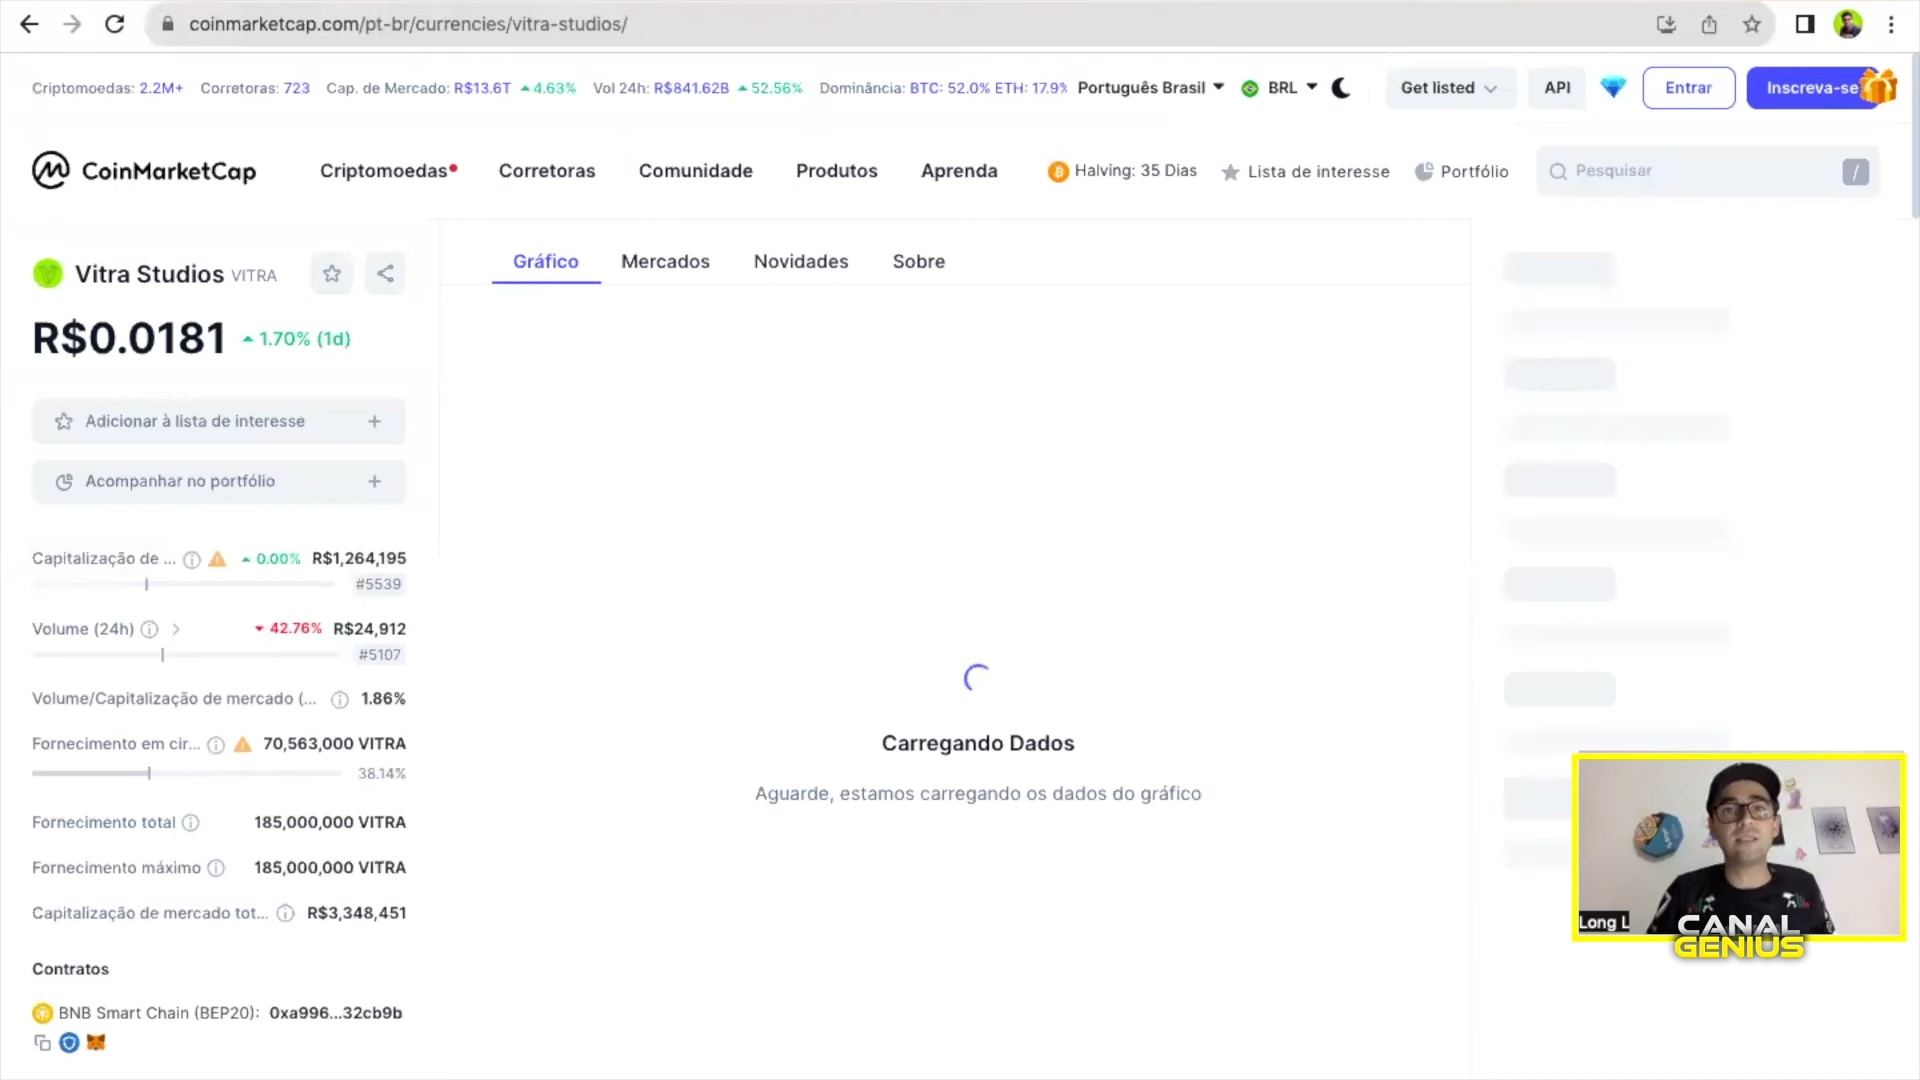 coinmarketcap.com/pt-br/currencies/vitra-studios/
Criptomoedas: 2.2M+ Corretoras: 723 Cap. de Mercado: R$13.6T 4.63% Vol 24h: R$841.62B 52.56% Dominância: BTC: 52.0% ETH: 17.9% Português Brasil BRL Get listed API Entrar Inscreva-se
CoinMarketCap Criptomoedas Corretoras Comunidade Produtos Aprenda Halving: 35 Dias Lista de interesse Portfólio Pesquisar /
Vitra Studios VITRA
R$0.0181 1.70% (1d)
Adicionar à lista de interesse +
Acompanhar no portfólio +
Capitalização de ... 0.00% R$1,264,195
#5539
Volume (24h) 42.76% R$24,912
#5107
Volume/Capitalização de mercado (... 1.86%
Fornecimento em cir... 70,563,000 VITRA
38.14%
Fornecimento total 185,000,000 VITRA
Fornecimento máximo 185,000,000 VITRA
Capitalização de mercado tot... R$3,348,451
Contratos
BNB Smart Chain (BEP20): 0xa996...32cb9b
Gráfico Mercados Novidades Sobre
Carregando Dados
Aguarde, estamos carregando os dados do gráfico
Long L
CANAL
GENIUS